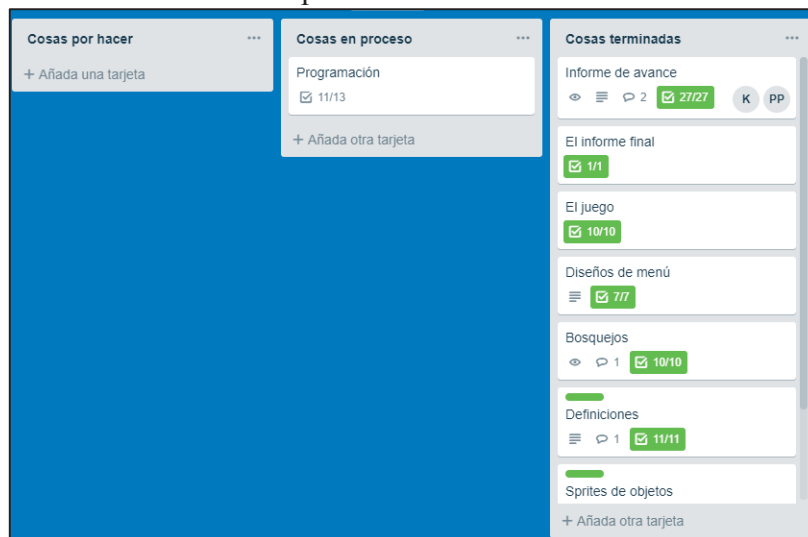 Cosas por hacer
+ Añada una tarjeta
Cosas en proceso
Programación
11/13
+ Añada otra tarjeta
Cosas terminadas
Informe de avance
2 27/27 K PP
El informe final
1/1
El juego
10/10
Diseños de menú
7/7
Bosquejos
1 10/10
Definiciones
1 11/11
Sprites de objetos
+ Añada otra tarjeta